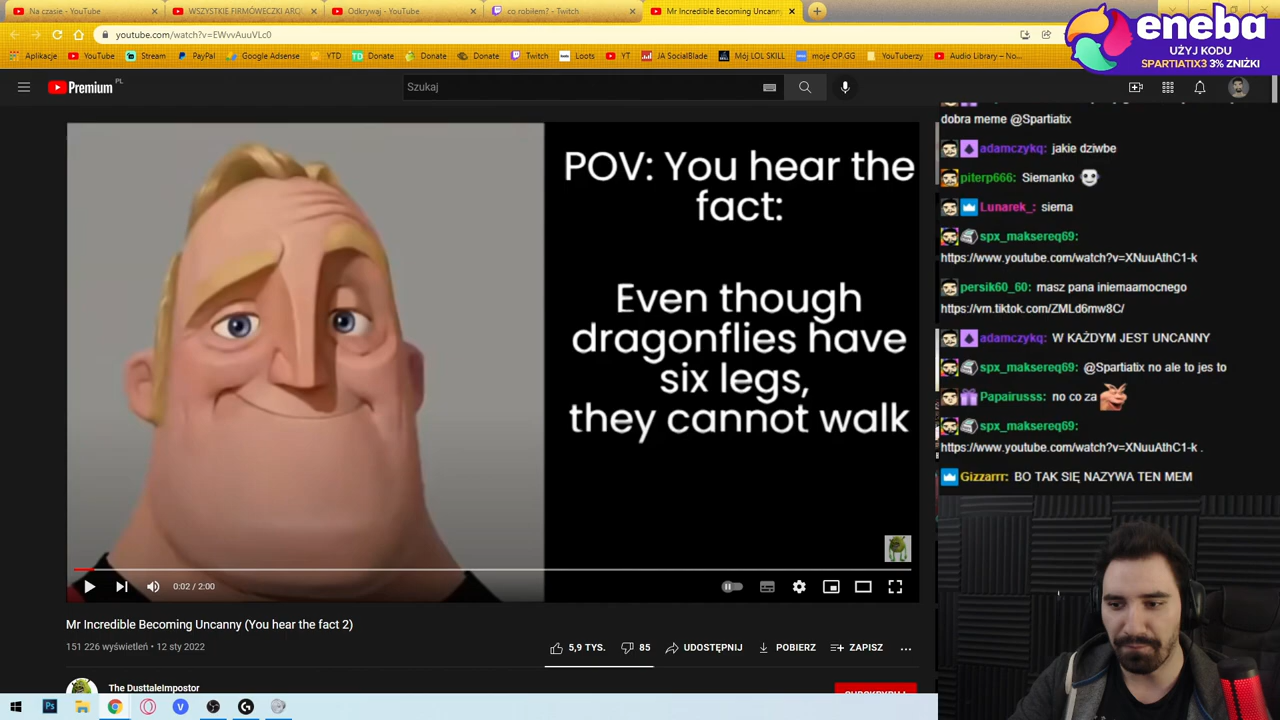 Na czasie - YouTube
WSZYSTKIE FIRMÓWECZKI ARC
Odkrywaj - YouTube
co robiłem? - Twitch
Mr Incredible Becoming Uncanny
youtube.com/watch?v=EWvvAuuVLc0
Aplikacje
Stream
PayPal
Google Adsense
YTD
Donate
Donate
Donate
Twitch
Loots
YT
JA SocialBlade
Mój LOL SKILL
moje OP.GG
YouTuberzy
Audio Library – No...
eneba
UŻYJ KODU
SPARTIATIX3 3% ZNIŻKI
Premium PL
Szukaj
POV: You hear the
fact:
Even though
dragonflies have
six legs,
they cannot walk
0:02 / 2:00
Mr Incredible Becoming Uncanny (You hear the fact 2)
151 226 wyświetleń • 12 sty 2022
5,9 TYS.
85
UDOSTĘPNIJ
POBIERZ
ZAPISZ
The DusttaleImpostor
SUBSKRYBUJ
dobra meme @Spartiatix
adamczykq: jakie dziwbe
piterp666: Siemanko
Lunarek_: siema
spx_maksereq69:
https://www.youtube.com/watch?v=XNuuAthC1-k
persik60_60: masz pana iniemaamocnego
https://vm.tiktok.com/ZMLd6mw8C/
adamczykq: W KAŻDYM JEST UNCANNY
spx_maksereq69: @Spartiatix no ale to jes to
Papairusss: no co za
spx_maksereq69:
https://www.youtube.com/watch?v=XNuuAthC1-k .
Gizzarrr: BO TAK SIĘ NAZYWA TEN MEM